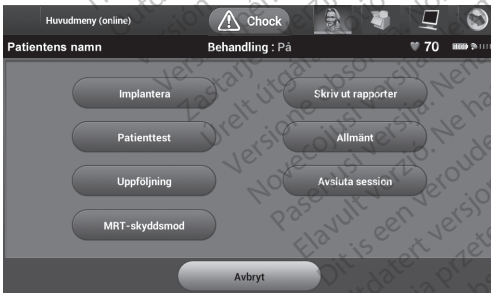 Huvudmeny (online) Chock
Patientens namn Behandling : På 70
Implantera Skriv ut rapporter
Patienttest Allmänt
Uppföljning Avsluta session
MRT-skyddsmod
Avbryt